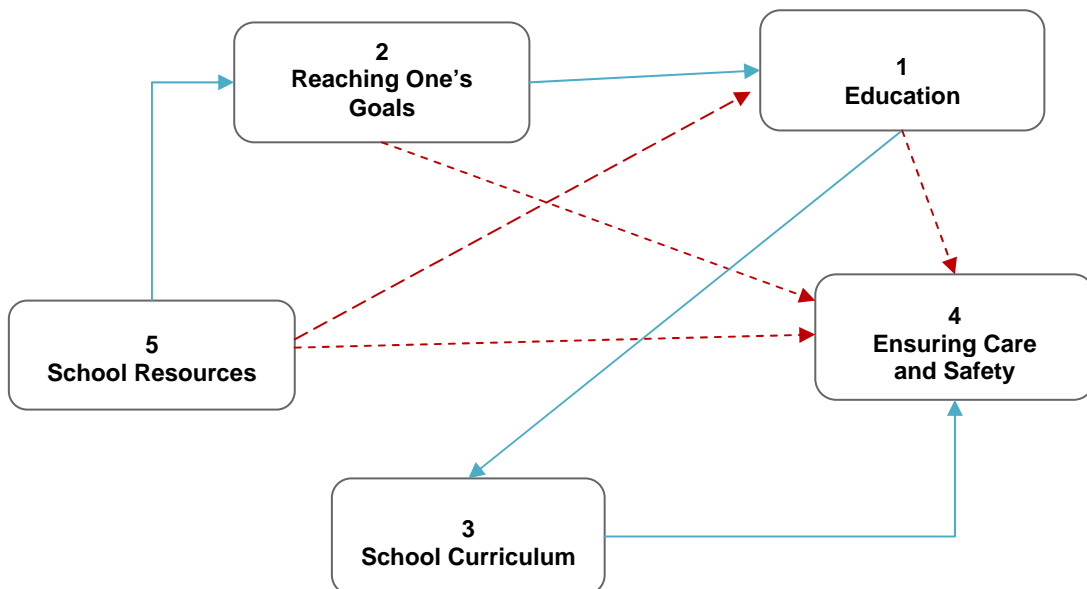 2
Reaching One’s
Goals
1
Education
5
School Resources
4
Ensuring Care
and Safety
3
School Curriculum